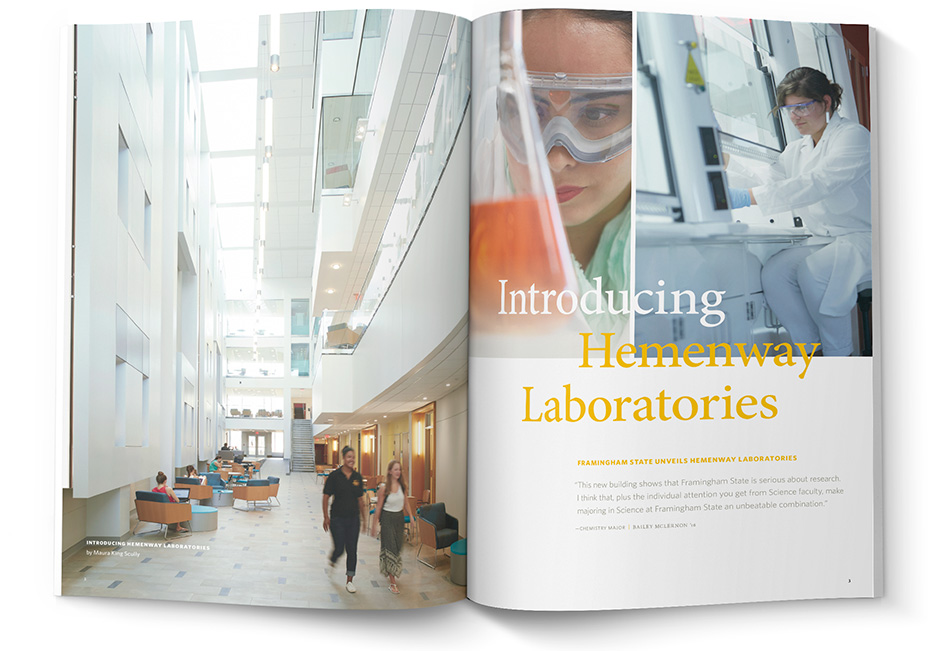 INTRODUCING HEMENWAY LABORATORIES
by Maura King Scully
Introducing
Hemenway
Laboratories
FRAMINGHAM STATE UNVEILS HEMENWAY LABORATORIES
“This new building shows that Framingham State is serious about research.
I think that, plus the individual attention you get from Science faculty, make
majoring in Science at Framingham State an unbeatable combination.”
—CHEMISTRY MAJOR | BAILEY MCLERNON '14
3